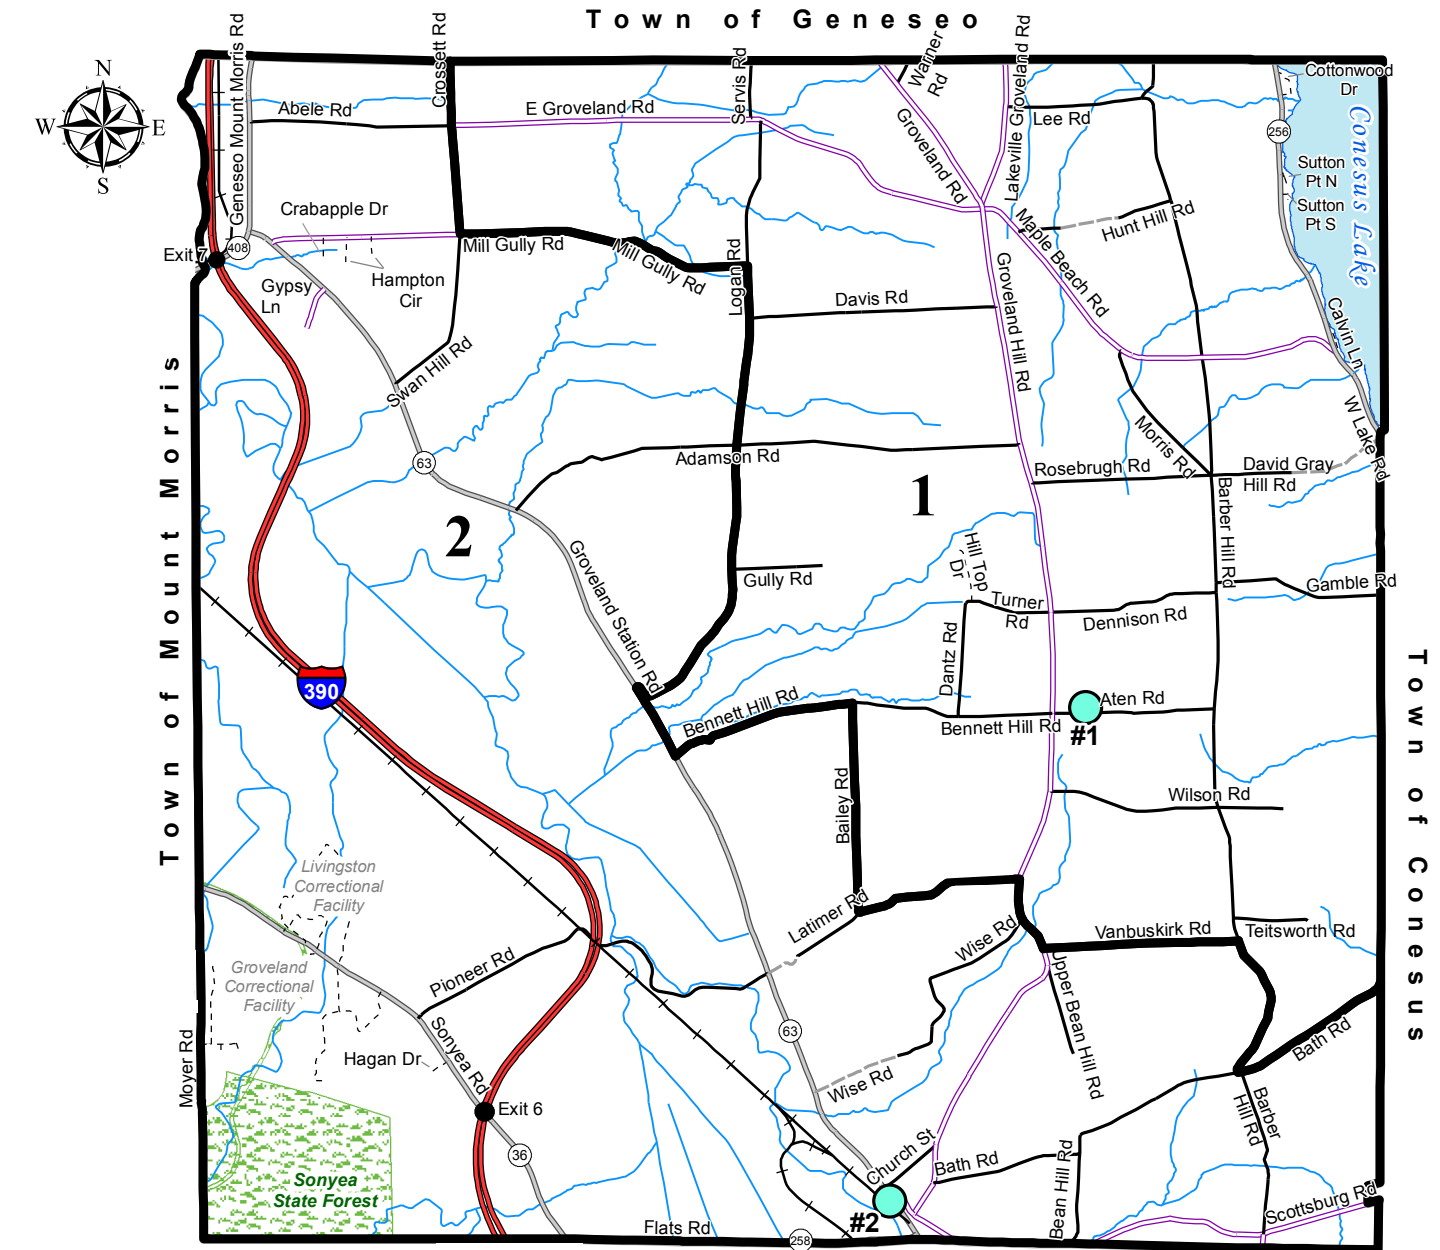 Town of Geneseo
N
W
E
S
Geneseo Mount Morris Rd
Crossett Rd
Servis Rd
Warner
Rd
Lakeville Groveland Rd
Cottonwood
Dr
Abele Rd
E Groveland Rd
Groveland Rd
Lee Rd
256
Conesus Lake
Sutton
Pt N
Sutton
Pt S
Crabapple Dr
Hunt Hill Rd
Maple Beach Rd
Exit 7
408
Mill Gully Rd
Mill Gully Rd
Logan Rd
Hampton
Cir
Gypsy
Ln
Davis Rd
Groveland Hill Rd
Calvin Ln
Swan Hill Rd
W Lake Rd
Morris Rd
Town of Mount Morris
63
Adamson Rd
Rosebrugh Rd
David Gray
Hill Rd
1
2
Barber Hill Rd
Groveland Station Rd
Hill Top
Dr
Gully Rd
Gamble Rd
Turner
Rd
Dennison Rd
Dantz Rd
390
Bennett Hill Rd
Aten Rd
Bennett Hill Rd
#1
Town of Conesus
Bailey Rd
Wilson Rd
Livingston
Correctional
Facility
Latimer Rd
Wise Rd
Vanbuskirk Rd
Teitsworth Rd
Pioneer Rd
Groveland
Correctional
Facility
Upper Bean Hill Rd
Sonyea Rd
63
Bath Rd
Moyer Rd
Hagan Dr
Wise Rd
Exit 6
Barber
Hill Rd
36
Church St
Bath Rd
Bean Hill Rd
Sonyea
State Forest
#2
Scottsburg Rd
Flats Rd
258